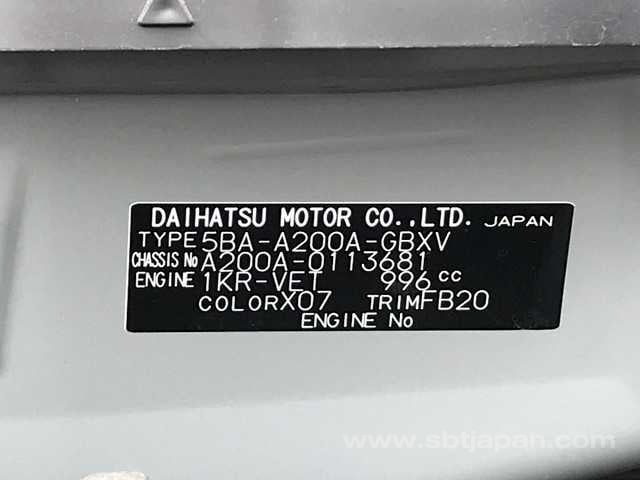 DAIHATSU MOTOR CO.,LTD. JAPAN
TYPE 5BA-A200A-GBXV
CHASSIS No A200A-0113681
ENGINE 1KR-VET 996 cc
COLOR X07 TRIM FB20
ENGINE No
www.sbtjapan.com